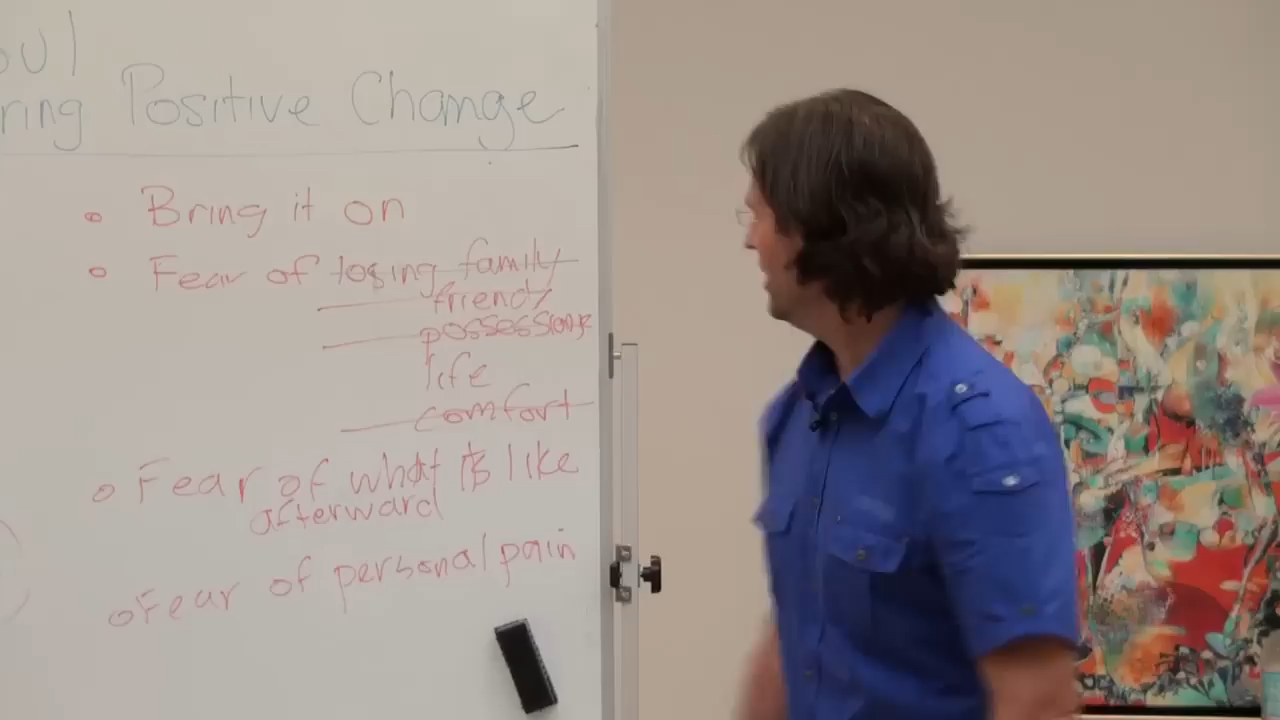 oul
ring Positive Change
• Bring it on
• Fear of losing family
friends
possessions
life
comfort
• Fear of what it's like
afterward
• Fear of personal pain